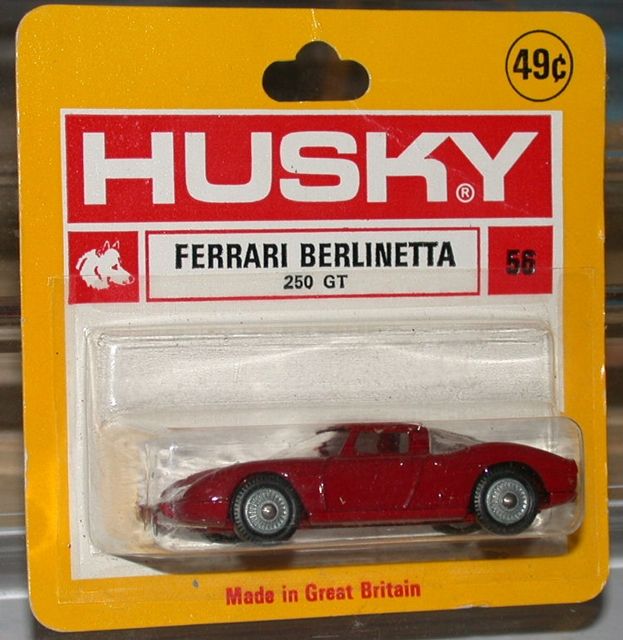 49¢
HUSKY®
FERRARI BERLINETTA
250 GT
56
Made in Great Britain